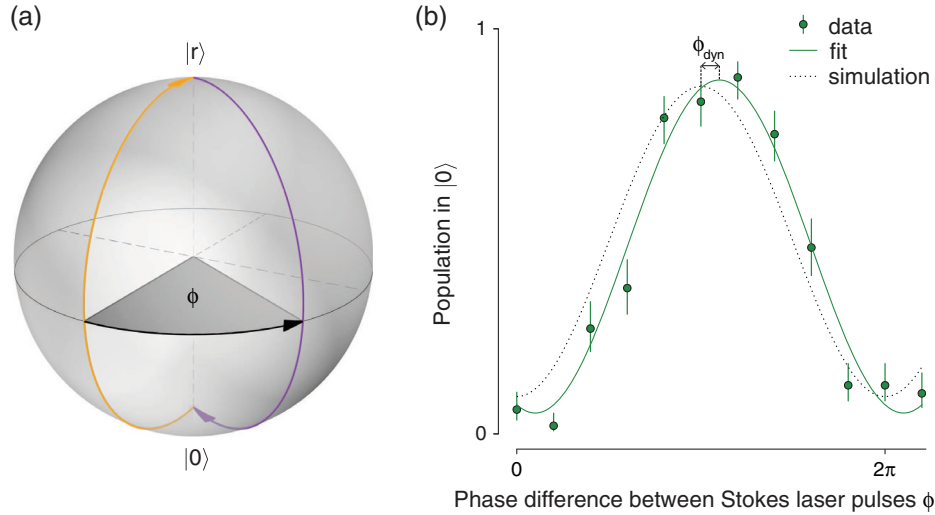 (a)
|r⟩
ϕ
|0⟩
(b)
1
ϕdyn
data
fit
simulation
Population in |0⟩
0
0
2π
Phase difference between Stokes laser pulses ϕ